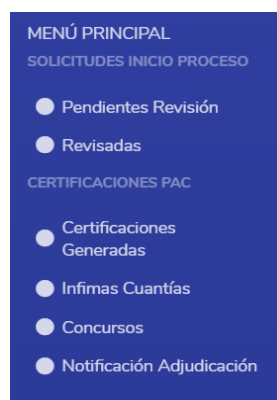 MENÚ PRINCIPAL
SOLICITUDES INICIO PROCESO
Pendientes Revisión
Revisadas
CERTIFICACIONES PAC
Certificaciones
Generadas
Infimas Cuantías
Concursos
Notificación Adjudicación